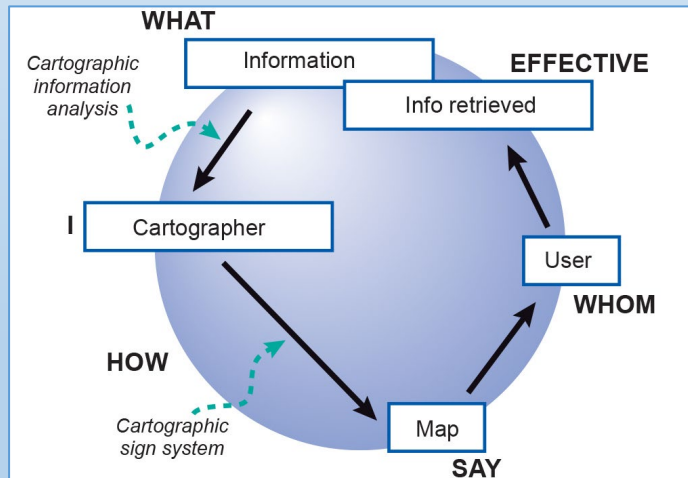 WHAT
Information
Cartographic
information
analysis
EFFECTIVE
Info retrieved
I
Cartographer
User
WHOM
HOW
Cartographic
sign system
Map
SAY